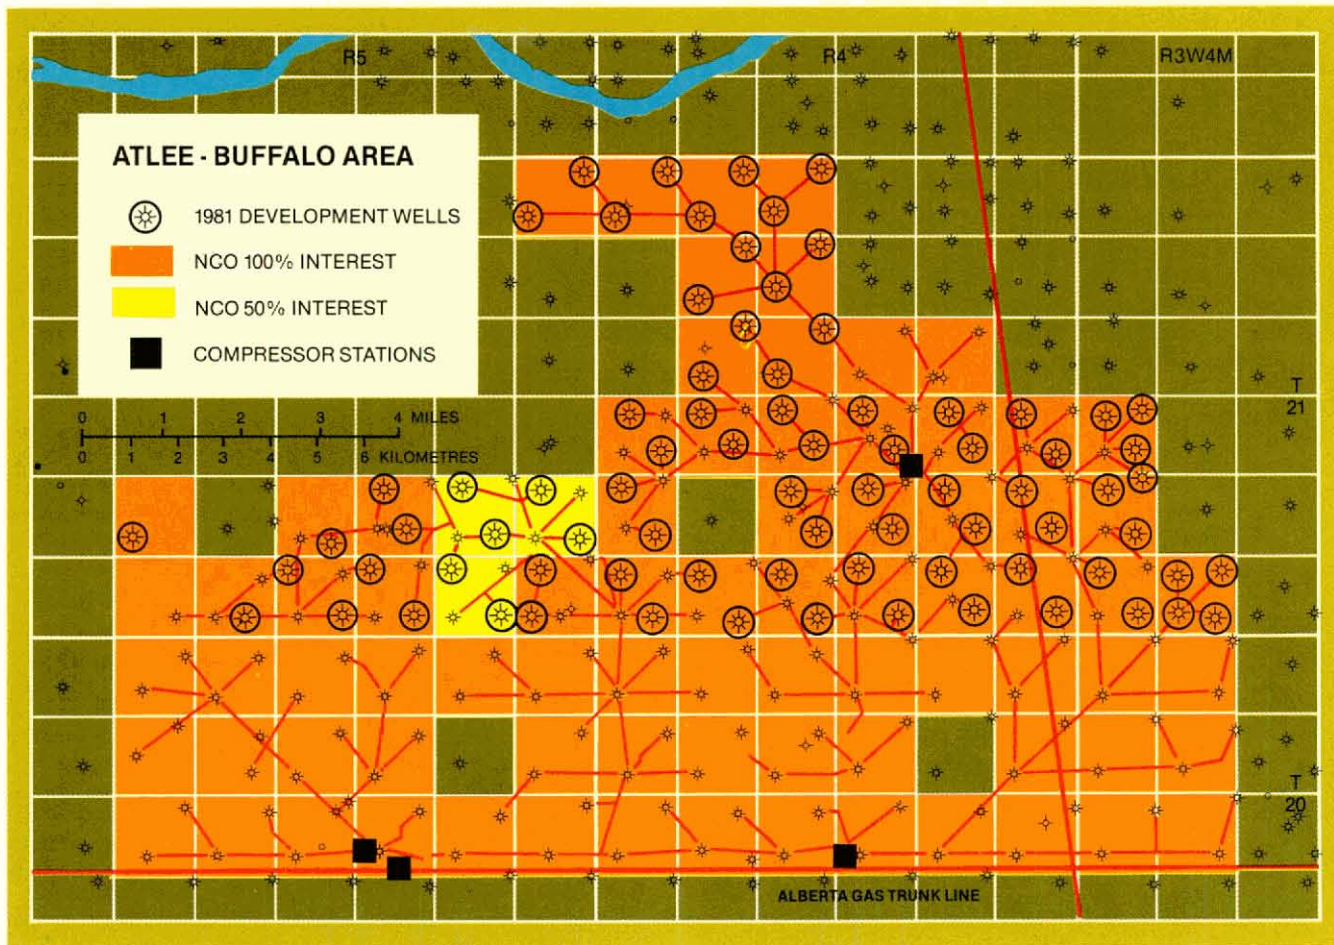 R5
R4
R3W4M
ATLEE - BUFFALO AREA
1981 DEVELOPMENT WELLS
NCO 100% INTEREST
NCO 50% INTEREST
COMPRESSOR STATIONS
0 1 2 3 4 MILES
0 1 2 3 4 5 6 KILOMETRES
T
21
T
20
ALBERTA GAS TRUNK LINE